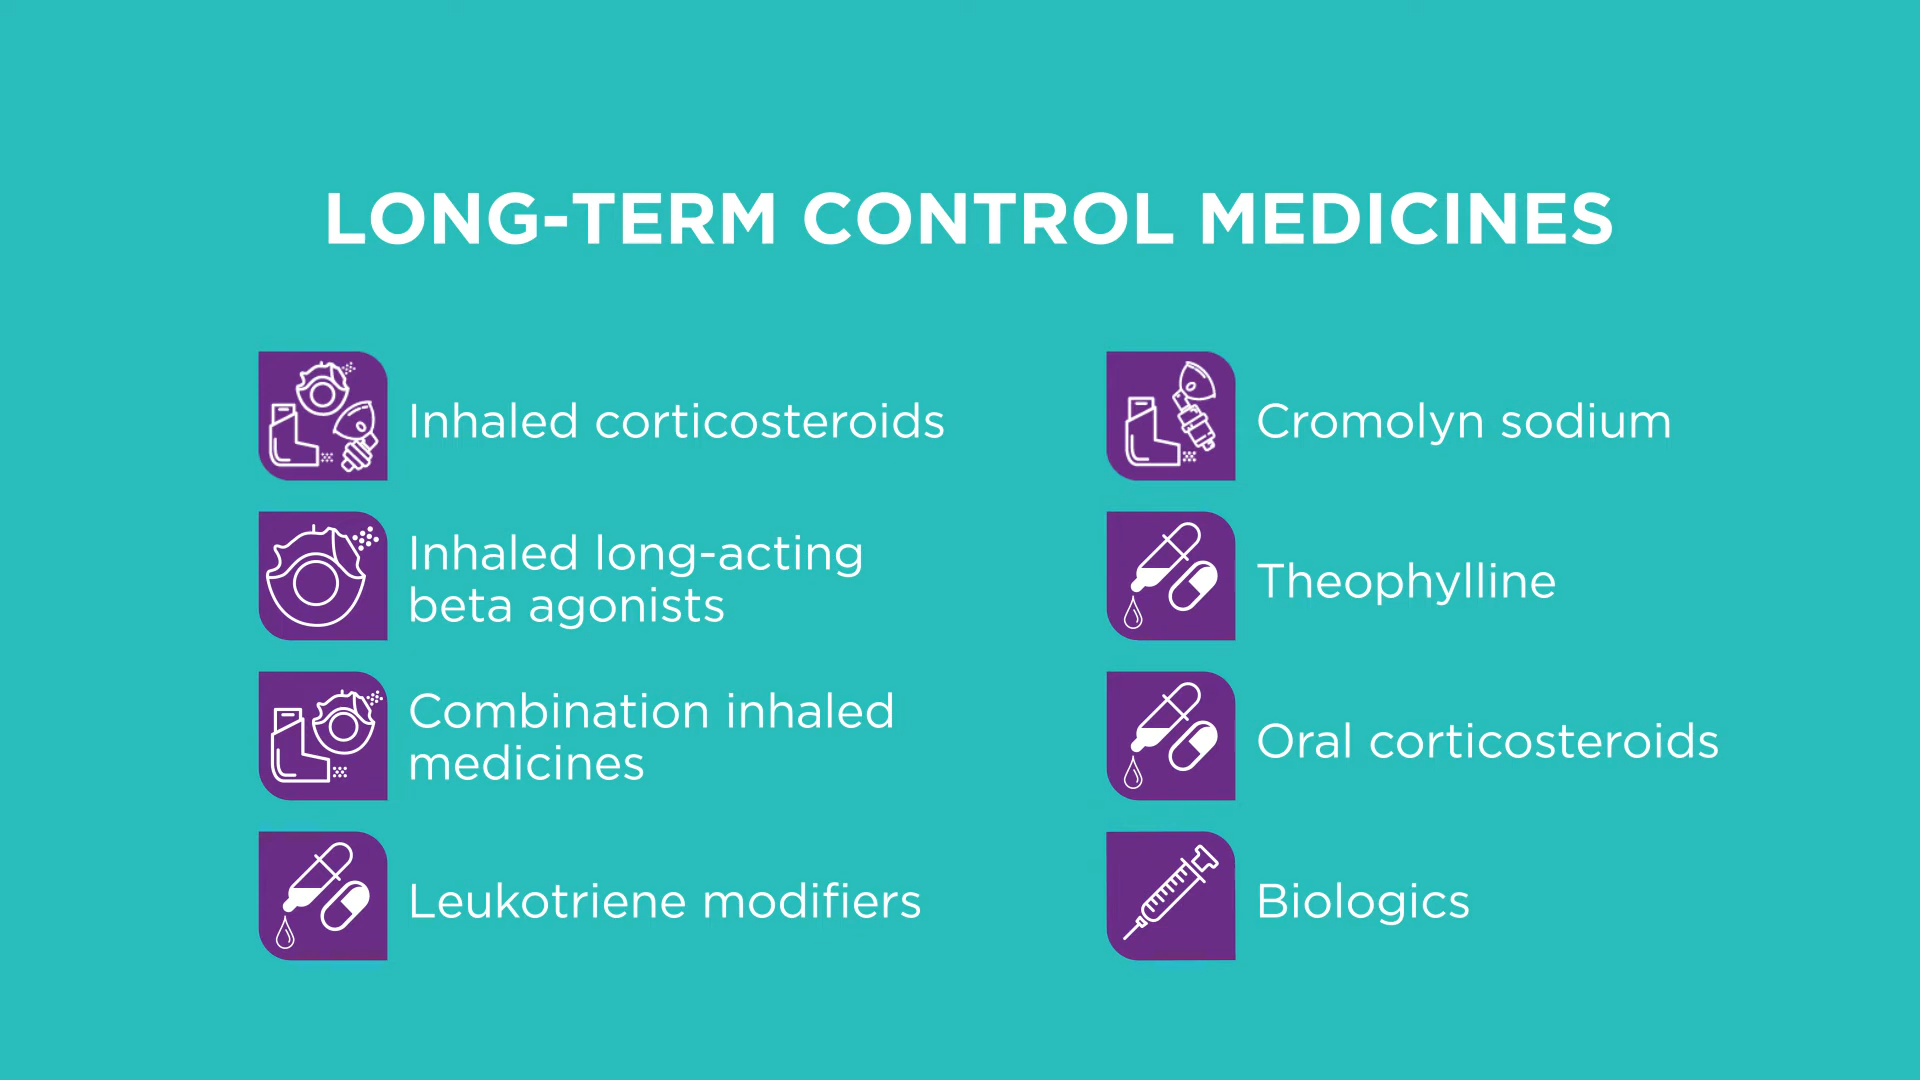 LONG-TERM CONTROL MEDICINES
Inhaled corticosteroids
Inhaled long-acting
beta agonists
Combination inhaled
medicines
Leukotriene modifiers
Cromolyn sodium
Theophylline
Oral corticosteroids
Biologics